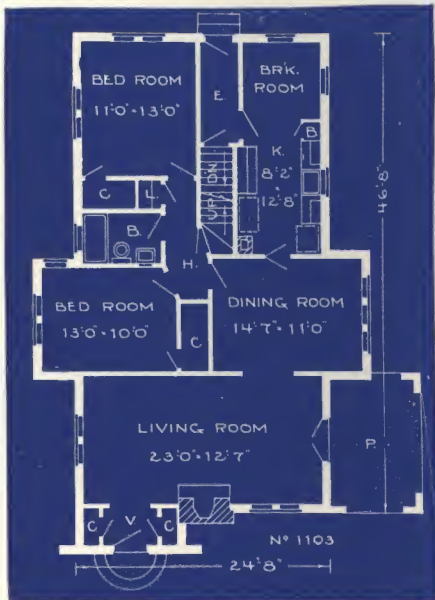 BED ROOM
11'0" × 13'0"
BR'K.
ROOM
E.
B
K.
8'2"
×
12'8"
DN
UP
C
L.
B.
H.
46'-8"
BED ROOM
13'0" × 10'0"
C
DINING ROOM
14'7" × 11'0"
LIVING ROOM
23'0" × 12'7"
P.
C
V.
C
Nº 1103
24'8"